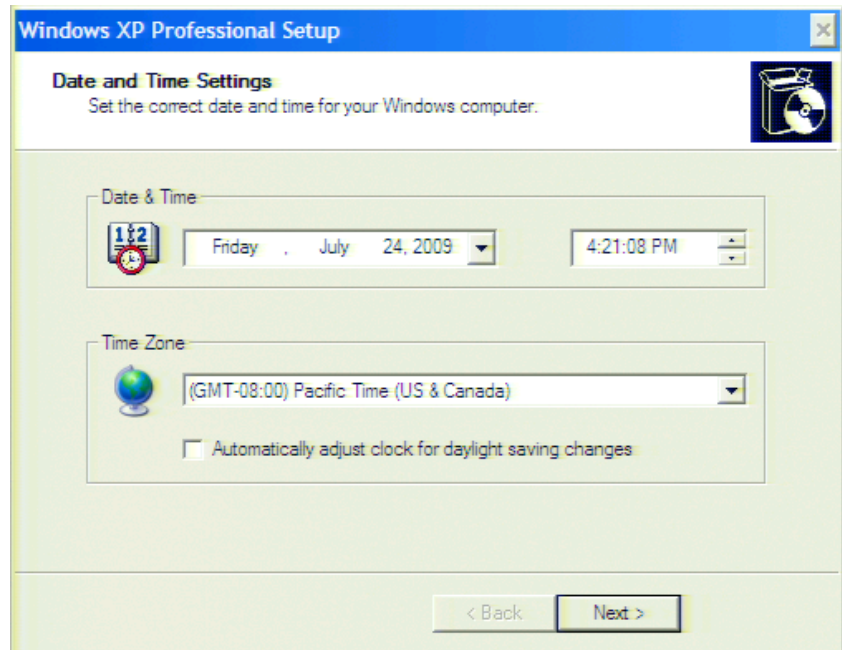 Windows XP Professional Setup
Date and Time Settings
Set the correct date and time for your Windows computer.
Date & Time
1 2
Friday , July 24, 2009 4:21:08 PM
Time Zone
(GMT-08:00) Pacific Time (US & Canada)
Automatically adjust clock for daylight saving changes
< Back Next >